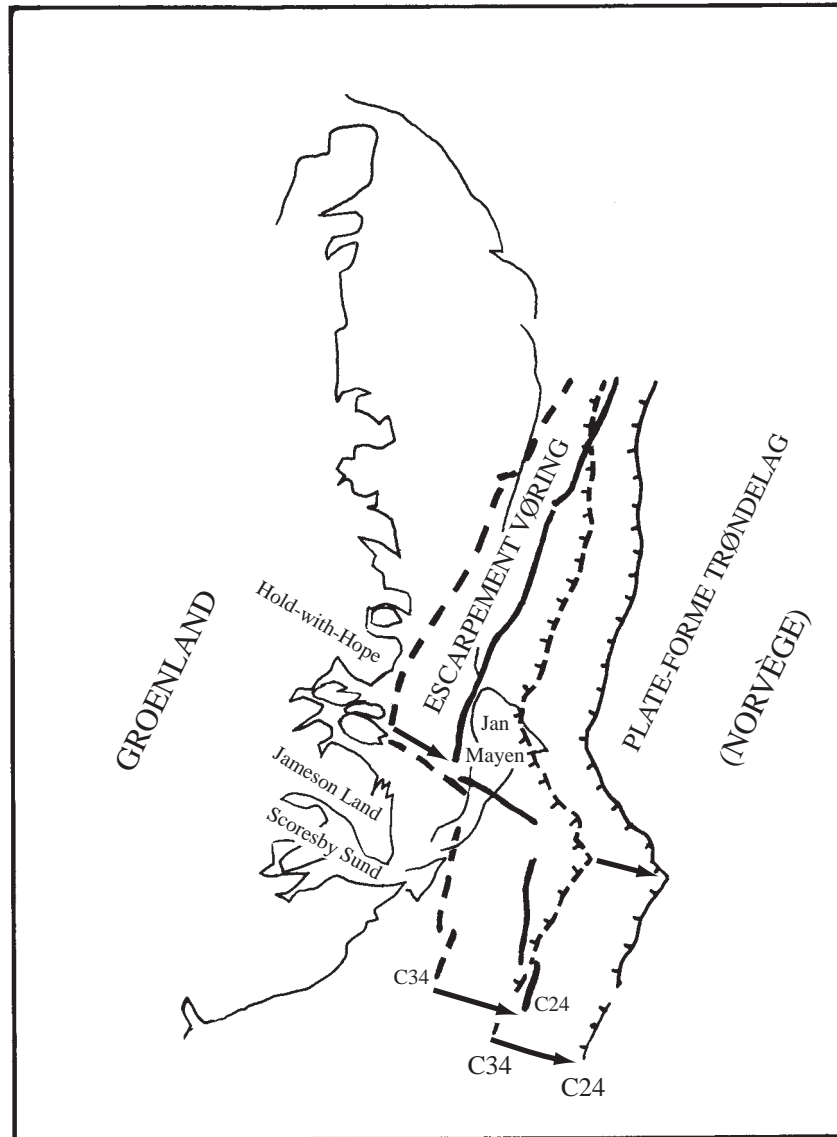 ESCARPEMENT VØRING
PLATE-FORME TRØNDELAG
(NORVÈGE)
GROENLAND
Hold-with-Hope
Jan
Mayen
Jameson Land
Scoresby Sund
C34
C24
C34
C24